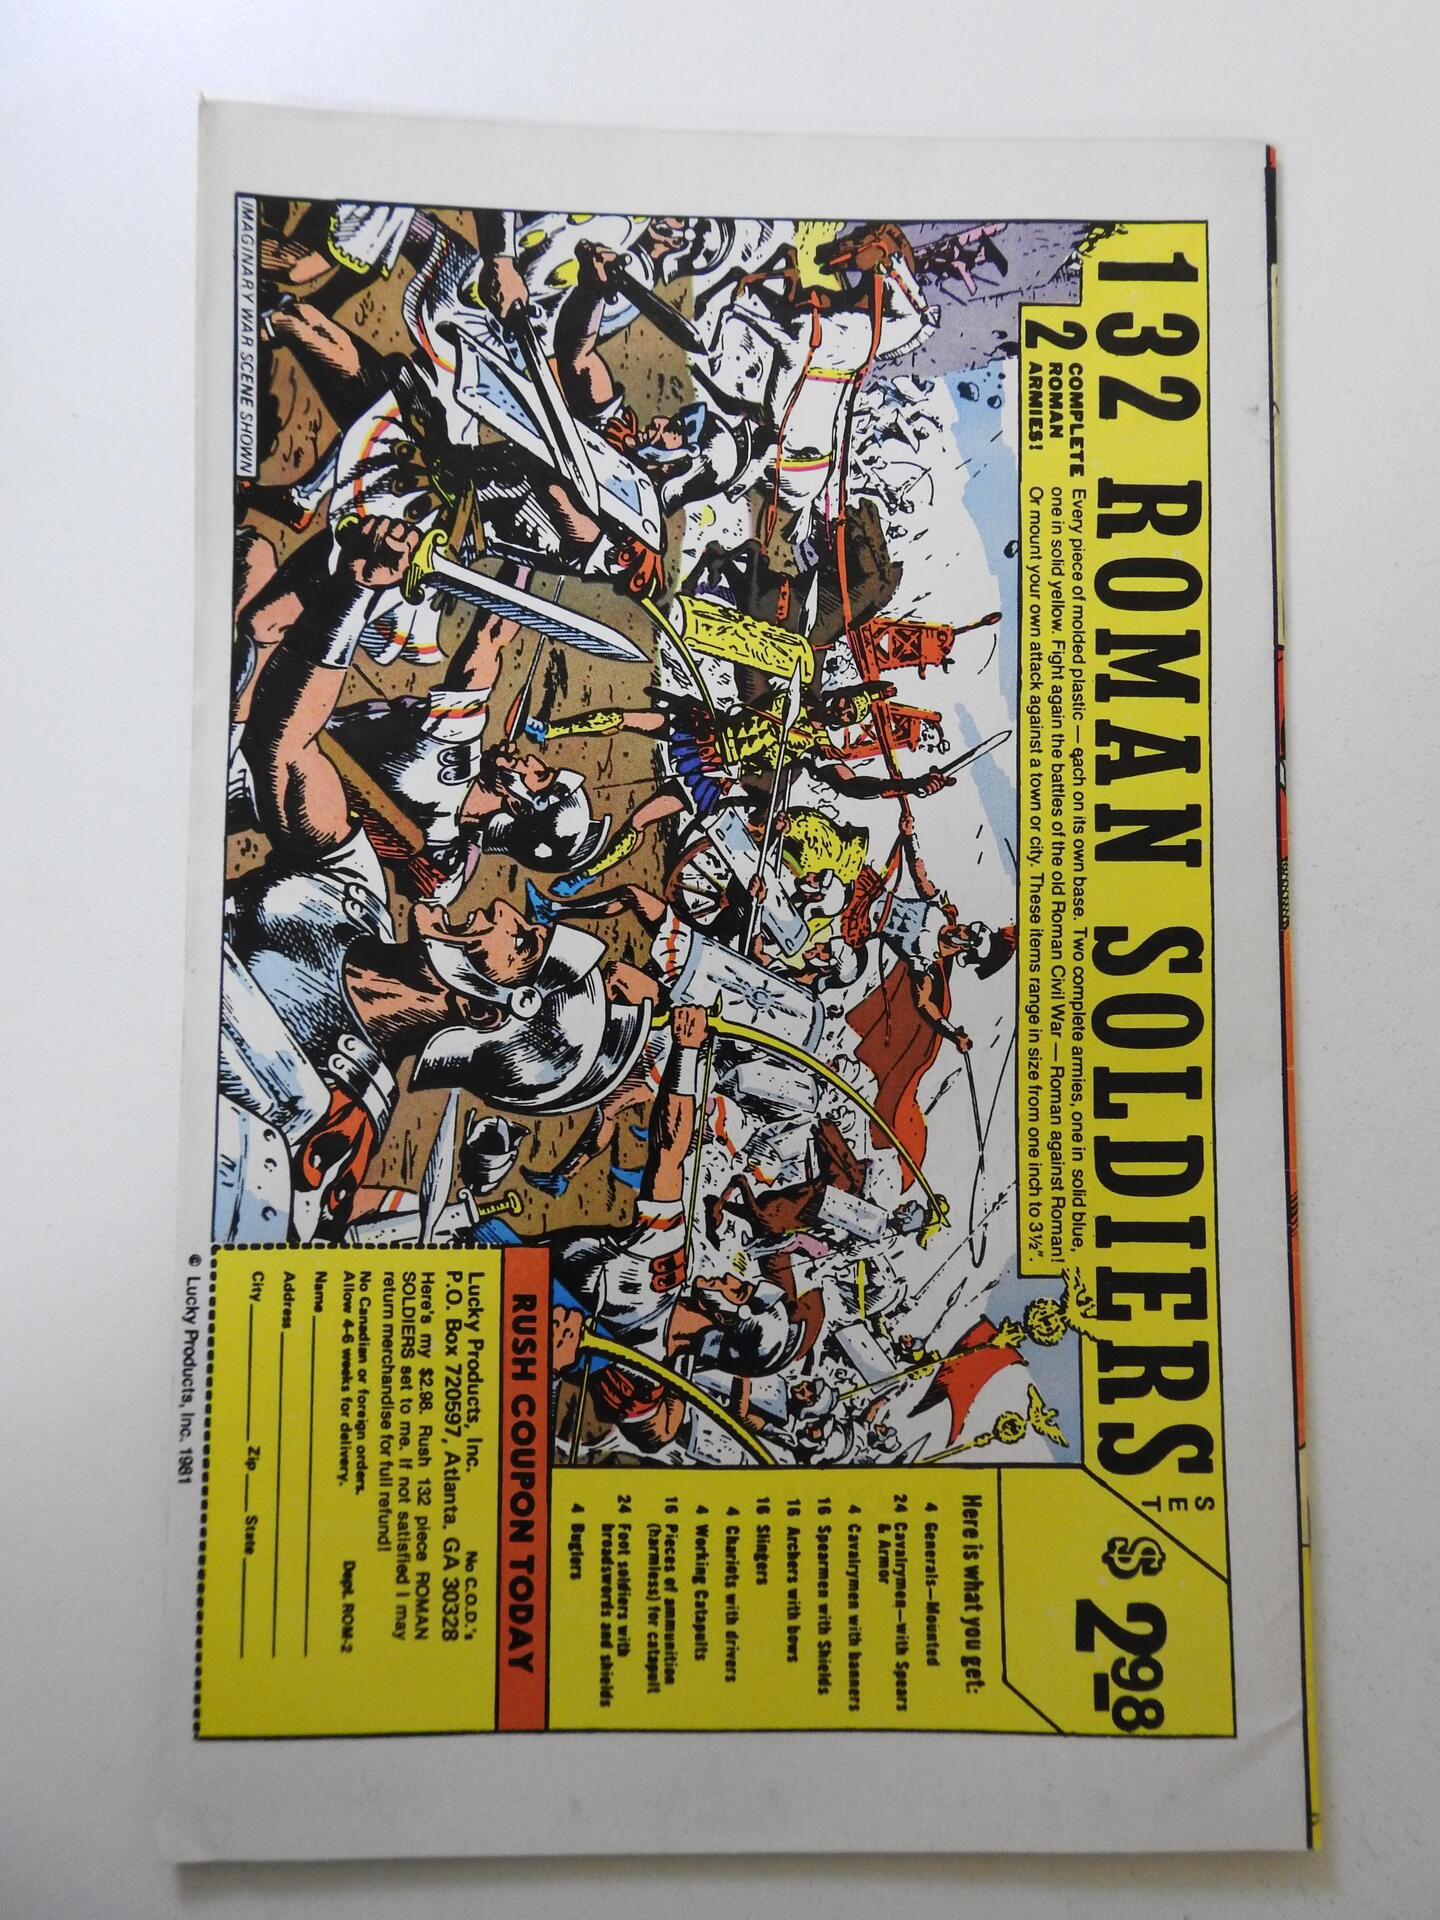 132 ROMAN SOLDIERS SET $2.98
2 COMPLETE ROMAN ARMIES!
Every piece of molded plastic — each on its own base. Two complete armies, one in solid blue,
one in solid yellow. Fight again the battles of the old Roman Civil War — Roman against Roman!
Or mount your own attack against a town or city. These items range in size from one inch to 3½".
Here is what you get:
4 Generals—Mounted
24 Cavalrymen—with Spears
& Armor
4 Cavalrymen with banners
16 Spearmen with Shields
16 Archers with bows
16 Slingers
4 Chariots with drivers
4 Working Catapults
16 Pieces of ammunition
(harmless) for catapult
24 Foot soldiers with
broadswords and shields
4 Buglers
RUSH COUPON TODAY
Lucky Products, Inc. No C.O.D.'s
P.O. Box 720597, Atlanta, GA 30328
Here's my $2.98. Rush 132 piece ROMAN
SOLDIERS set to me. If not satisfied I may
return merchandise for full refund!
No Canadian or foreign orders.
Allow 4-6 weeks for delivery. Dept. ROM-2
Name
Address
City Zip State
IMAGINARY WAR SCENE SHOWN
© Lucky Products, Inc. 1981